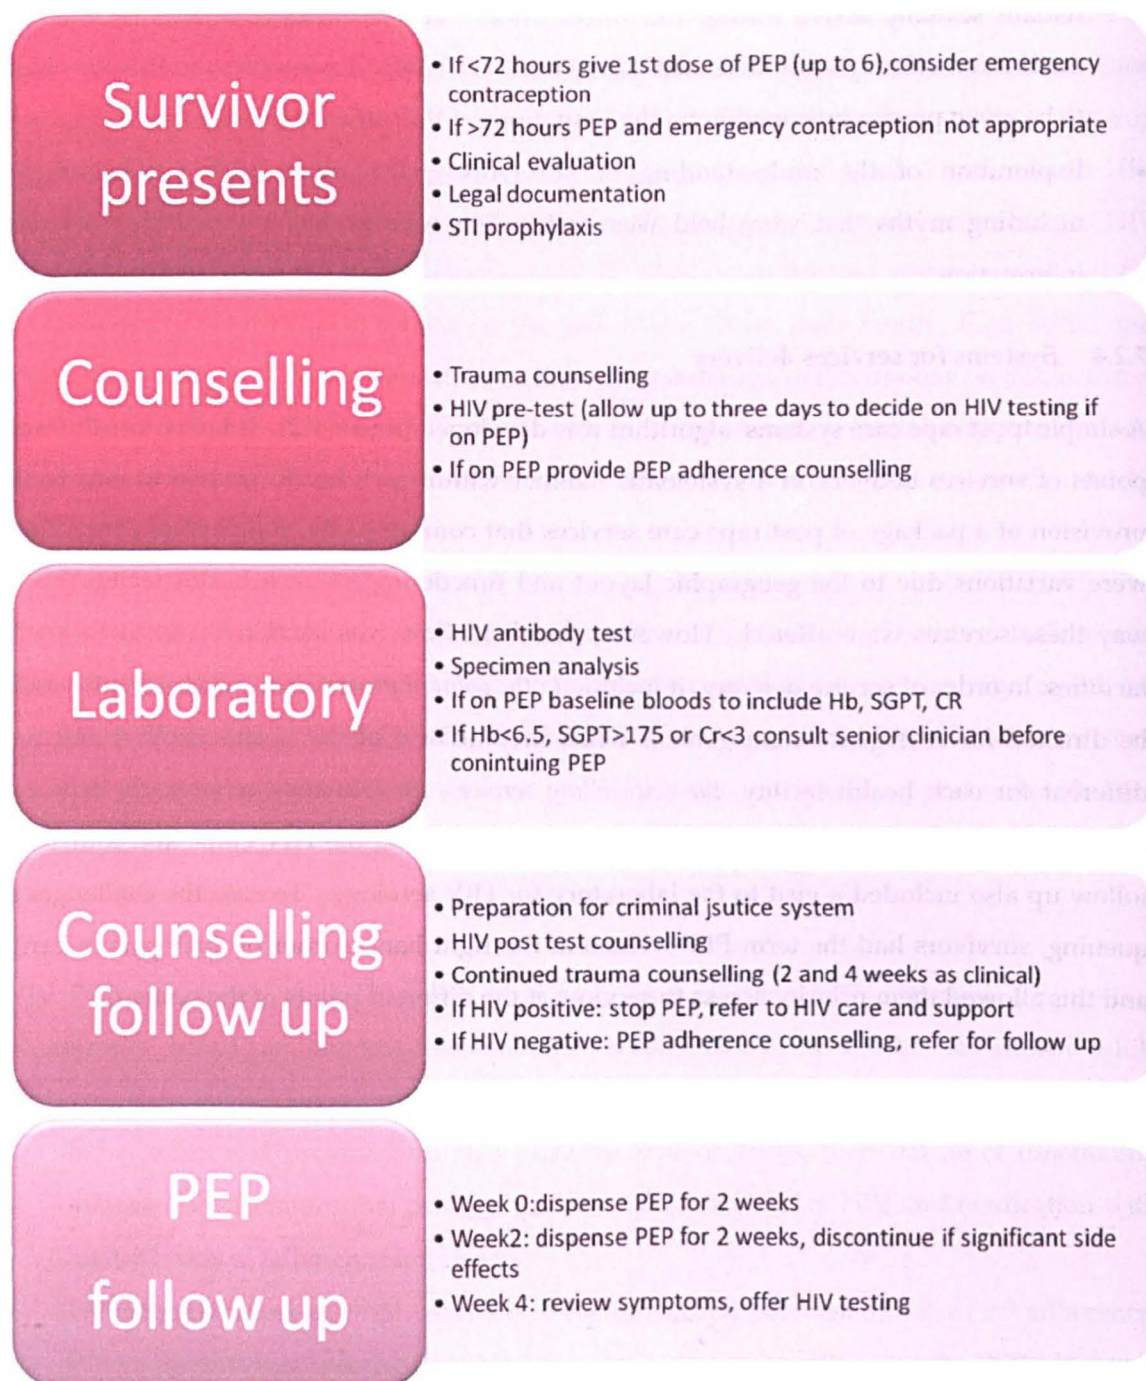 Survivor
presents
• If <72 hours give 1st dose of PEP (up to 6),consider emergency
contraception
• If >72 hours PEP and emergency contraception not appropriate
• Clinical evaluation
• Legal documentation
• STI prophylaxis
Counselling
• Trauma counselling
• HIV pre-test (allow up to three days to decide on HIV testing if
on PEP)
• If on PEP provide PEP adherence counselling
Laboratory
• HIV antibody test
• Specimen analysis
• If on PEP baseline bloods to include Hb, SGPT, CR
• If Hb<6.5, SGPT>175 or Cr<3 consult senior clinician before
conintuing PEP
Counselling
follow up
• Preparation for criminal jsutice system
• HIV post test counselling
• Continued trauma counselling (2 and 4 weeks as clinical)
• If HIV positive: stop PEP, refer to HIV care and support
• If HIV negative: PEP adherence counselling, refer for follow up
PEP
follow up
• Week 0:dispense PEP for 2 weeks
• Week2: dispense PEP for 2 weeks, discontinue if significant side
effects
• Week 4: review symptoms, offer HIV testing